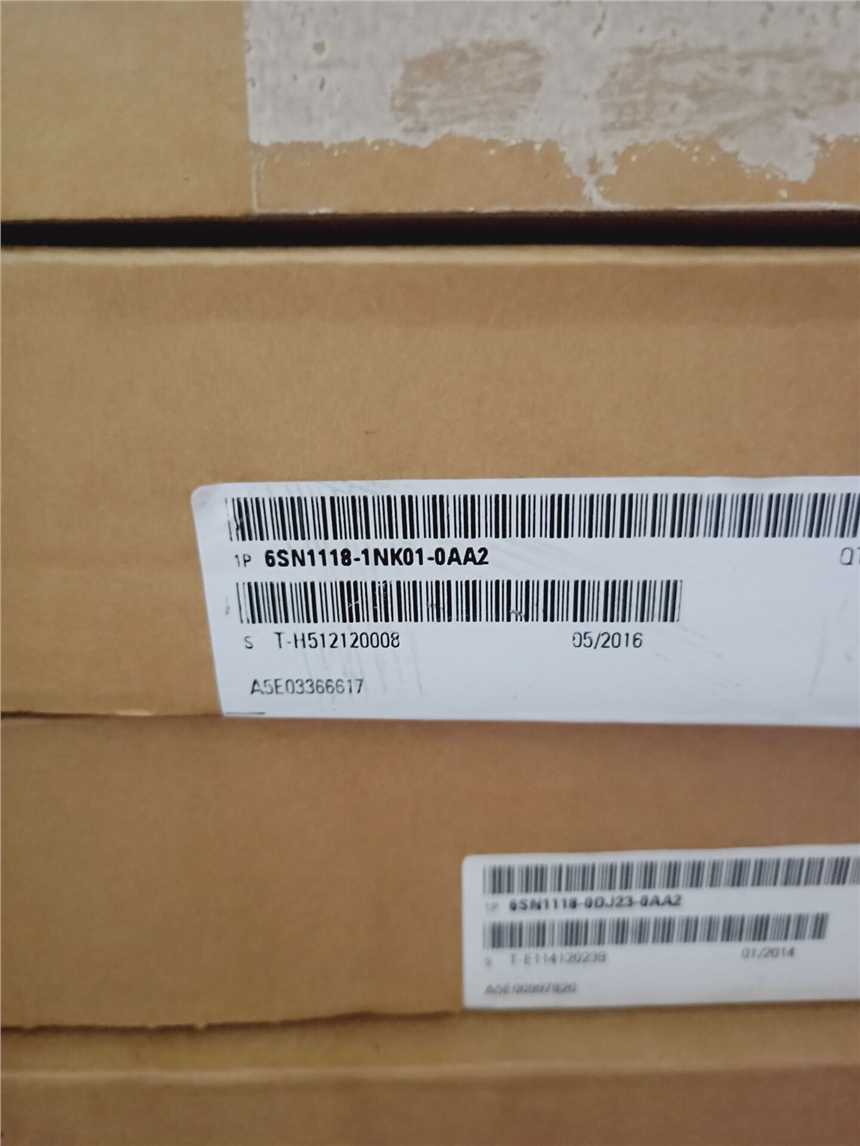 1P 6SN1118-1NK01-0AA2
S T-H512120008 05/2016
A5E03366617
1P 6SN1118-0DJ23-0AA2
S T-E114120239 01/2014